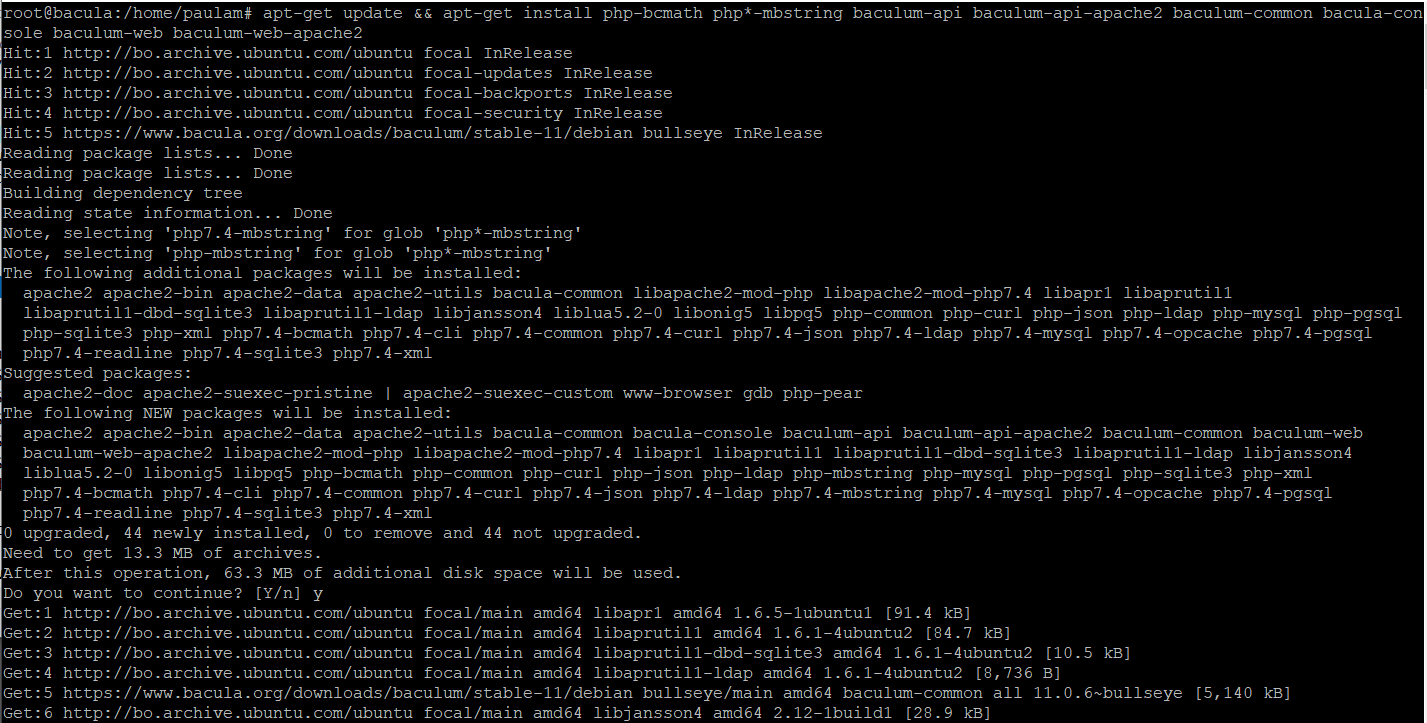 root@bacula:/home/paulam# apt-get update && apt-get install php-bcmath php*-mbstring baculum-api baculum-api-apache2 baculum-common bacula-con
sole baculum-web baculum-web-apache2
Hit:1 http://bo.archive.ubuntu.com/ubuntu focal InRelease
Hit:2 http://bo.archive.ubuntu.com/ubuntu focal-updates InRelease
Hit:3 http://bo.archive.ubuntu.com/ubuntu focal-backports InRelease
Hit:4 http://bo.archive.ubuntu.com/ubuntu focal-security InRelease
Hit:5 https://www.bacula.org/downloads/baculum/stable-11/debian bullseye InRelease
Reading package lists... Done
Reading package lists... Done
Building dependency tree
Reading state information... Done
Note, selecting 'php7.4-mbstring' for glob 'php*-mbstring'
Note, selecting 'php-mbstring' for glob 'php*-mbstring'
The following additional packages will be installed:
  apache2 apache2-bin apache2-data apache2-utils bacula-common libapache2-mod-php libapache2-mod-php7.4 libapr1 libaprutil1
  libaprutil1-dbd-sqlite3 libaprutil1-ldap libjansson4 liblua5.2-0 libonig5 libpq5 php-common php-curl php-json php-ldap php-mysql php-pgsql
  php-sqlite3 php-xml php7.4-bcmath php7.4-cli php7.4-common php7.4-curl php7.4-json php7.4-ldap php7.4-mysql php7.4-opcache php7.4-pgsql
  php7.4-readline php7.4-sqlite3 php7.4-xml
Suggested packages:
  apache2-doc apache2-suexec-pristine | apache2-suexec-custom www-browser gdb php-pear
The following NEW packages will be installed:
  apache2 apache2-bin apache2-data apache2-utils bacula-common bacula-console baculum-api baculum-api-apache2 baculum-common baculum-web
  baculum-web-apache2 libapache2-mod-php libapache2-mod-php7.4 libapr1 libaprutil1 libaprutil1-dbd-sqlite3 libaprutil1-ldap libjansson4
  liblua5.2-0 libonig5 libpq5 php-bcmath php-common php-curl php-json php-ldap php-mbstring php-mysql php-pgsql php-sqlite3 php-xml
  php7.4-bcmath php7.4-cli php7.4-common php7.4-curl php7.4-json php7.4-ldap php7.4-mbstring php7.4-mysql php7.4-opcache php7.4-pgsql
  php7.4-readline php7.4-sqlite3 php7.4-xml
0 upgraded, 44 newly installed, 0 to remove and 44 not upgraded.
Need to get 13.3 MB of archives.
After this operation, 63.3 MB of additional disk space will be used.
Do you want to continue? [Y/n] y
Get:1 http://bo.archive.ubuntu.com/ubuntu focal/main amd64 libapr1 amd64 1.6.5-1ubuntu1 [91.4 kB]
Get:2 http://bo.archive.ubuntu.com/ubuntu focal/main amd64 libaprutil1 amd64 1.6.1-4ubuntu2 [84.7 kB]
Get:3 http://bo.archive.ubuntu.com/ubuntu focal/main amd64 libaprutil1-dbd-sqlite3 amd64 1.6.1-4ubuntu2 [10.5 kB]
Get:4 http://bo.archive.ubuntu.com/ubuntu focal/main amd64 libaprutil1-ldap amd64 1.6.1-4ubuntu2 [8,736 B]
Get:5 https://www.bacula.org/downloads/baculum/stable-11/debian bullseye/main amd64 baculum-common all 11.0.6~bullseye [5,140 kB]
Get:6 http://bo.archive.ubuntu.com/ubuntu focal/main amd64 libjansson4 amd64 2.12-1build1 [28.9 kB]